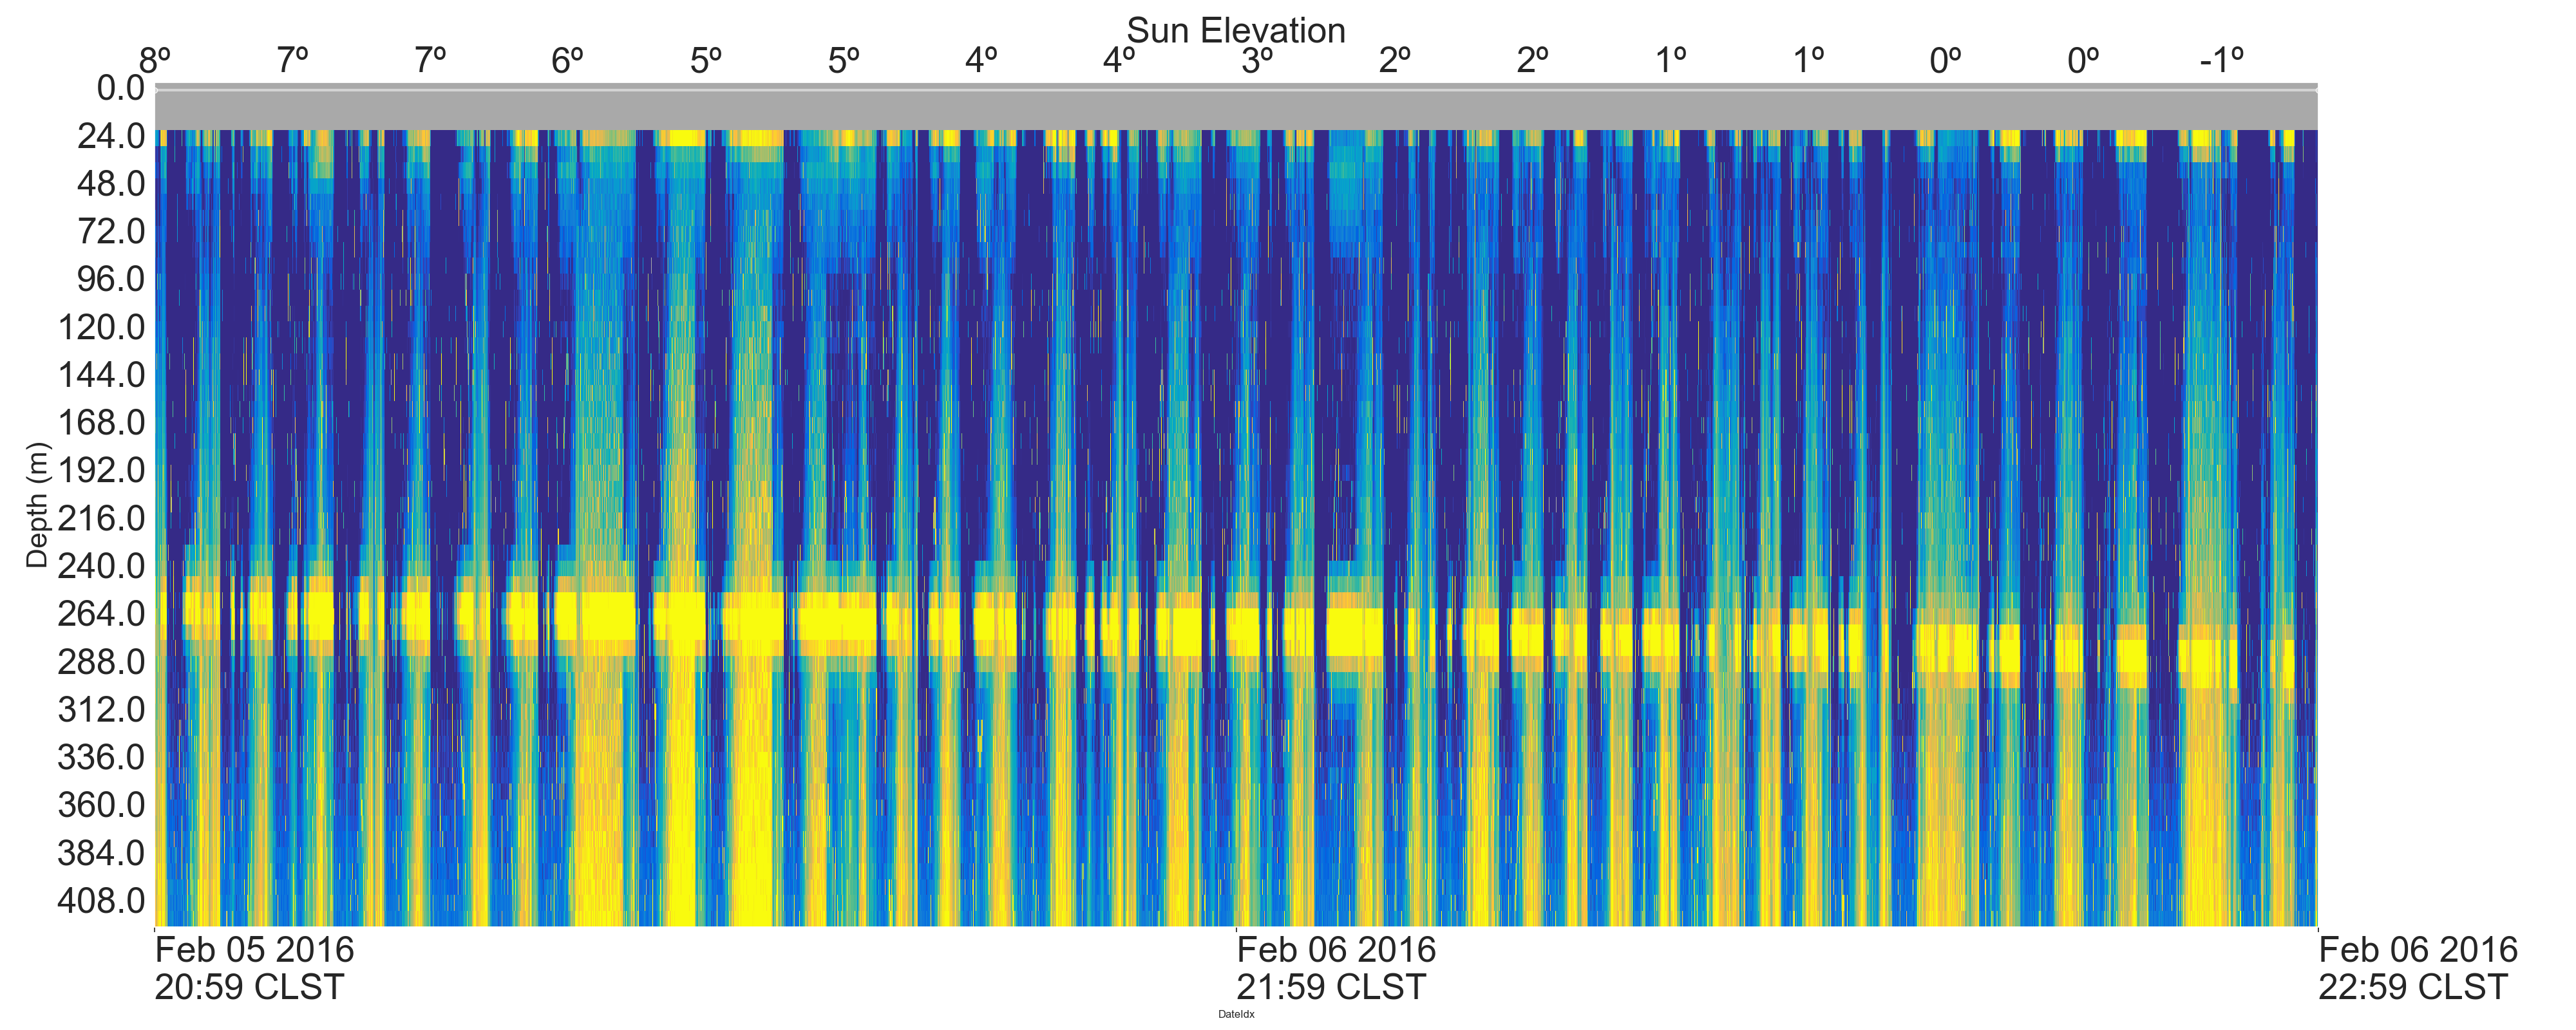 Sun Elevation
8º 7º 7º 6º 5º 5º 4º 4º 3º 2º 2º 1º 1º 0º 0º -1º
0.0
24.0
48.0
72.0
96.0
120.0
144.0
168.0
192.0
216.0
240.0
264.0
288.0
312.0
336.0
360.0
384.0
408.0
Depth (m)
Feb 05 2016
20:59 CLST
Feb 06 2016
21:59 CLST
Feb 06 2016
22:59 CLST
DateIdx